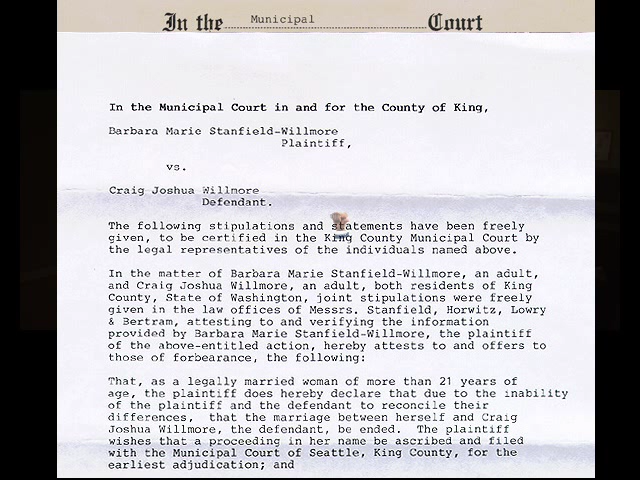 In the Municipal Court
In the Municipal Court in and for the County of King,
Barbara Marie Stanfield-Willmore
Plaintiff,
vs.
Craig Joshua Willmore
Defendant.
The following stipulations and statements have been freely
given, to be certified in the King County Municipal Court by
the legal representatives of the individuals named above.
In the matter of Barbara Marie Stanfield-Willmore, an adult,
and Craig Joshua Willmore, an adult, both residents of King
County, State of Washington, joint stipulations were freely
given in the law offices of Messrs. Stanfield, Horwitz, Lowry
& Bertram, attesting to and verifying the information
provided by Barbara Marie Stanfield-Willmore, the plaintiff
of the above-entitled action, hereby attests to and offers to
those of forbearance, the following:
That, as a legally married woman of more than 21 years of
age, the plaintiff does hereby declare that due to the inability
of the plaintiff and the defendant to reconcile their
differences, that the marriage between herself and Craig
Joshua Willmore, the defendant, be ended. The plaintiff
wishes that a proceeding in her name be ascribed and filed
with the Municipal Court of Seattle, King County, for the
earliest adjudication; and